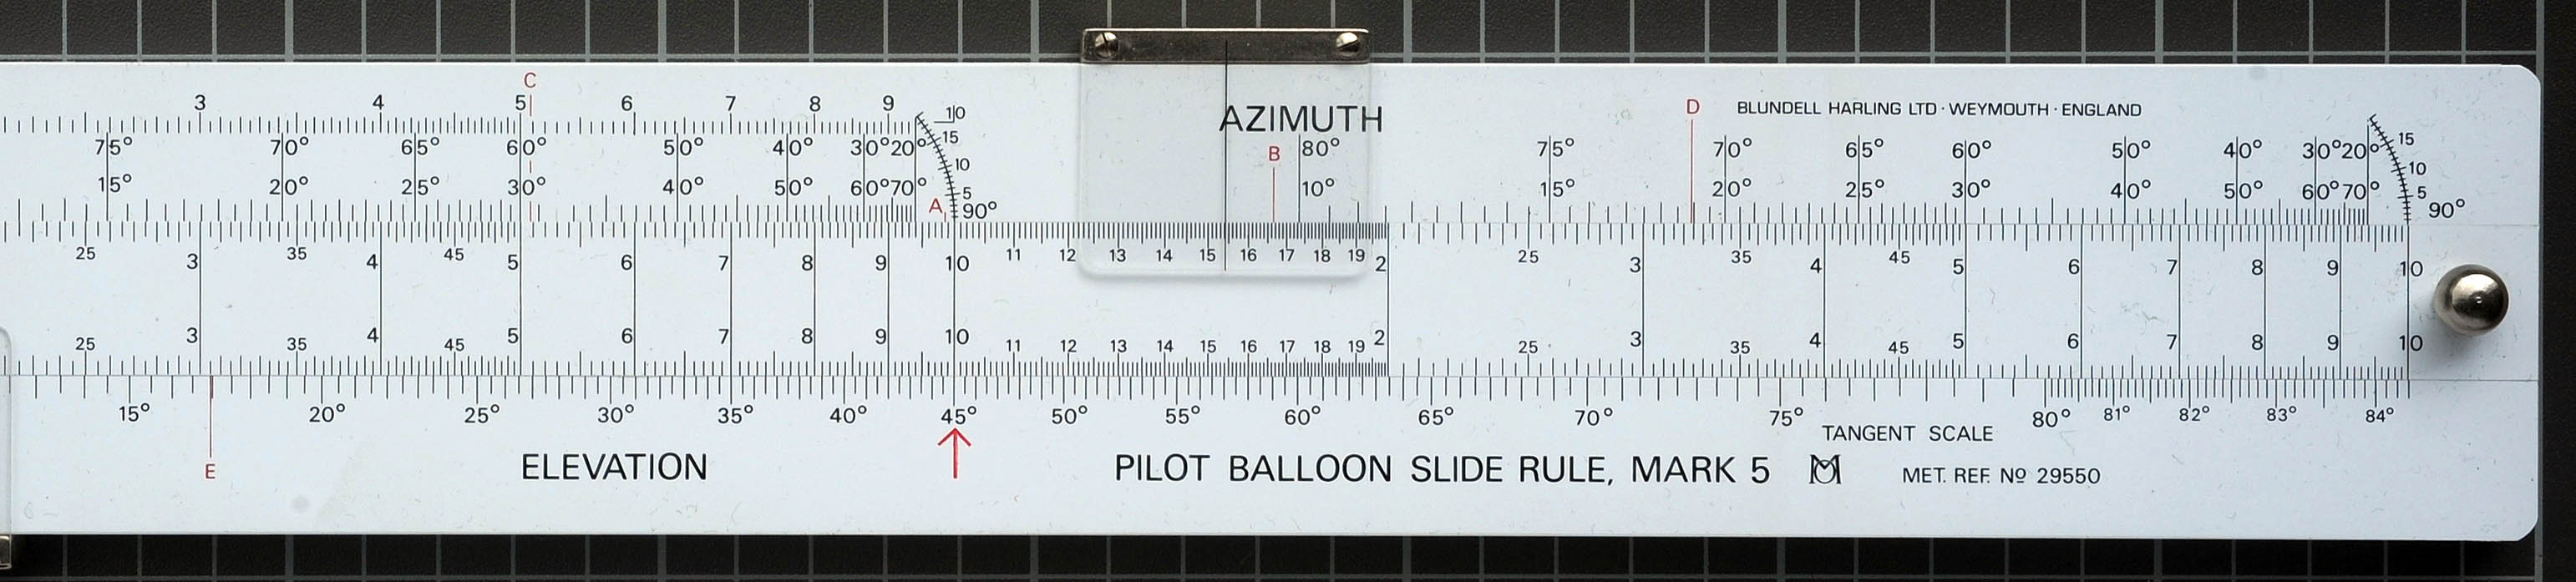 C
3 4 5 6 7 8 9 10
AZIMUTH
D
BLUNDELL HARLING LTD · WEYMOUTH · ENGLAND
75° 70° 65° 60° 50° 40° 30° 20° 15 10 5 90°
B 80° 75° 70° 65° 60° 50° 40° 30° 20° 15 10 5 90°
15° 20° 25° 30° 40° 50° 60° 70° A
10° 15° 20° 25° 30° 40° 50° 60° 70°
25 3 35 4 45 5 6 7 8 9 10 11 12 13 14 15 16 17 18 19 2 25 3 35 4 45 5 6 7 8 9 10
25 3 35 4 45 5 6 7 8 9 10 11 12 13 14 15 16 17 18 19 2 25 3 35 4 45 5 6 7 8 9 10
15° 20° 25° 30° 35° 40° 45° 50° 55° 60° 65° 70° 75° 80° 81° 82° 83° 84°
TANGENT SCALE
E
ELEVATION
PILOT BALLOON SLIDE RULE, MARK 5
M
MET. REF. Nº 29550